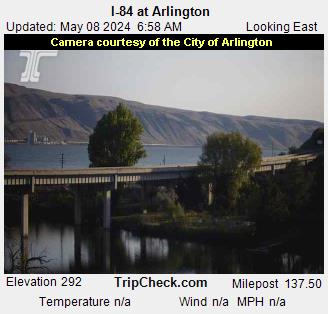 I-84 at Arlington
Updated: May 08 2024 6:58 AM Looking East
Camera courtesy of the City of Arlington
Elevation 292 TripCheck.com Milepost 137.50
Temperature n/a Wind n/a MPH n/a